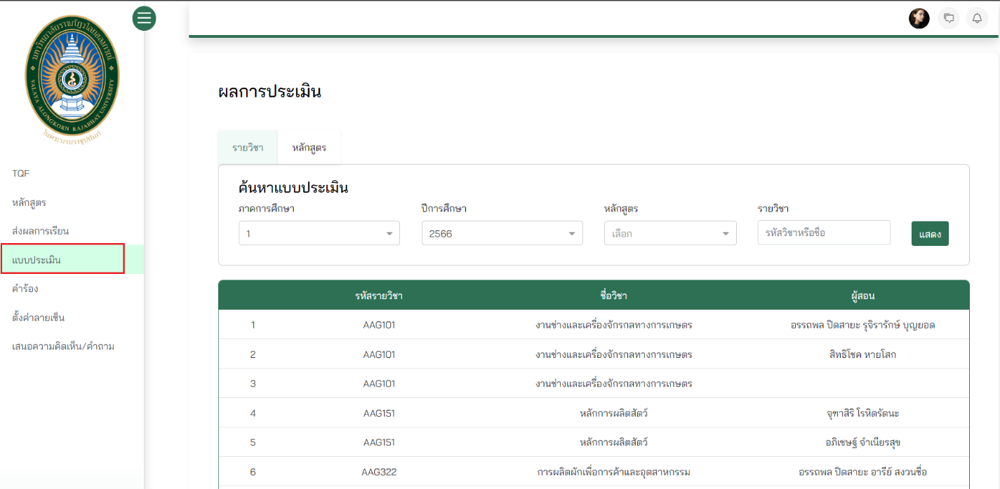 มหาวิทยาลัยราชภัฏวไลยอลงกรณ์
VALAYA ALONGKORN RAJABHAT UNIVERSITY
ในพระบรมราชูปถัมภ์
TQF
หลักสูตร
ส่งผลการเรียน
แบบประเมิน
คำร้อง
ตั้งค่าลายเซ็น
เสนอความคิดเห็น/คำถาม
ผลการประเมิน
รายวิชา หลักสูตร
ค้นหาแบบประเมิน
ภาคการศึกษา ปีการศึกษา หลักสูตร รายวิชา
1 2566 เลือก รหัสวิชาหรือชื่อ แสดง
รหัสรายวิชา ชื่อวิชา ผู้สอน
1 AAG101 งานช่างและเครื่องจักรกลทางการเกษตร อรรถพล ปิดสายะ รุจิรารักษ์ บุญยอด
2 AAG101 งานช่างและเครื่องจักรกลทางการเกษตร สิทธิโชค หายโสก
3 AAG101 งานช่างและเครื่องจักรกลทางการเกษตร
4 AAG151 หลักการผลิตสัตว์ จุฑาสิริ โรหิตรัตนะ
5 AAG151 หลักการผลิตสัตว์ อภิเชษฐ์ จำเนียรสุข
6 AAG322 การผลิตผักเพื่อการค้าและอุตสาหกรรม อรรถพล ปิดสายะ อารีย์ สงวนชื่อ